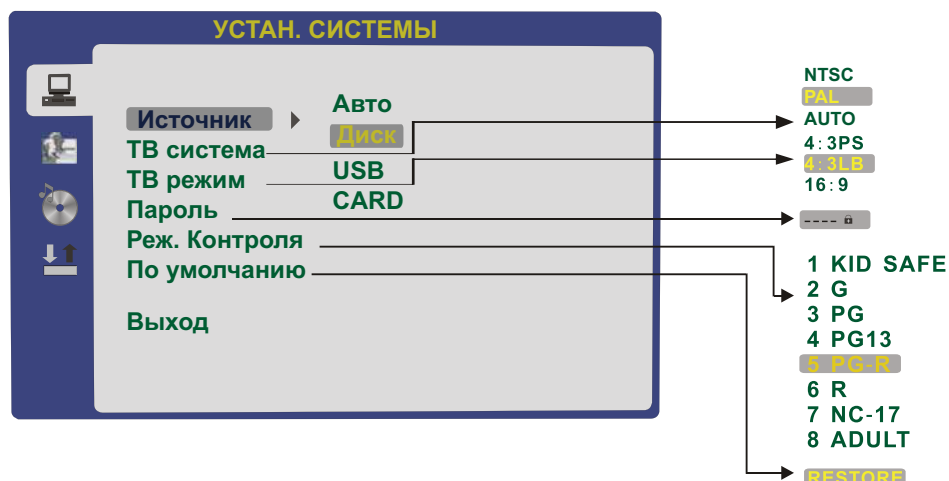 УСТАН. СИСТЕМЫ
Источник
ТВ система
ТВ режим
Пароль
Реж. Контроля
По умолчанию
Выход
Авто
Диск
USB
CARD
NTSC
PAL
AUTO
4:3PS
4:3LB
16:9
----
1 KID SAFE
2 G
3 PG
4 PG13
5 PG-R
6 R
7 NC-17
8 ADULT
RESTORE